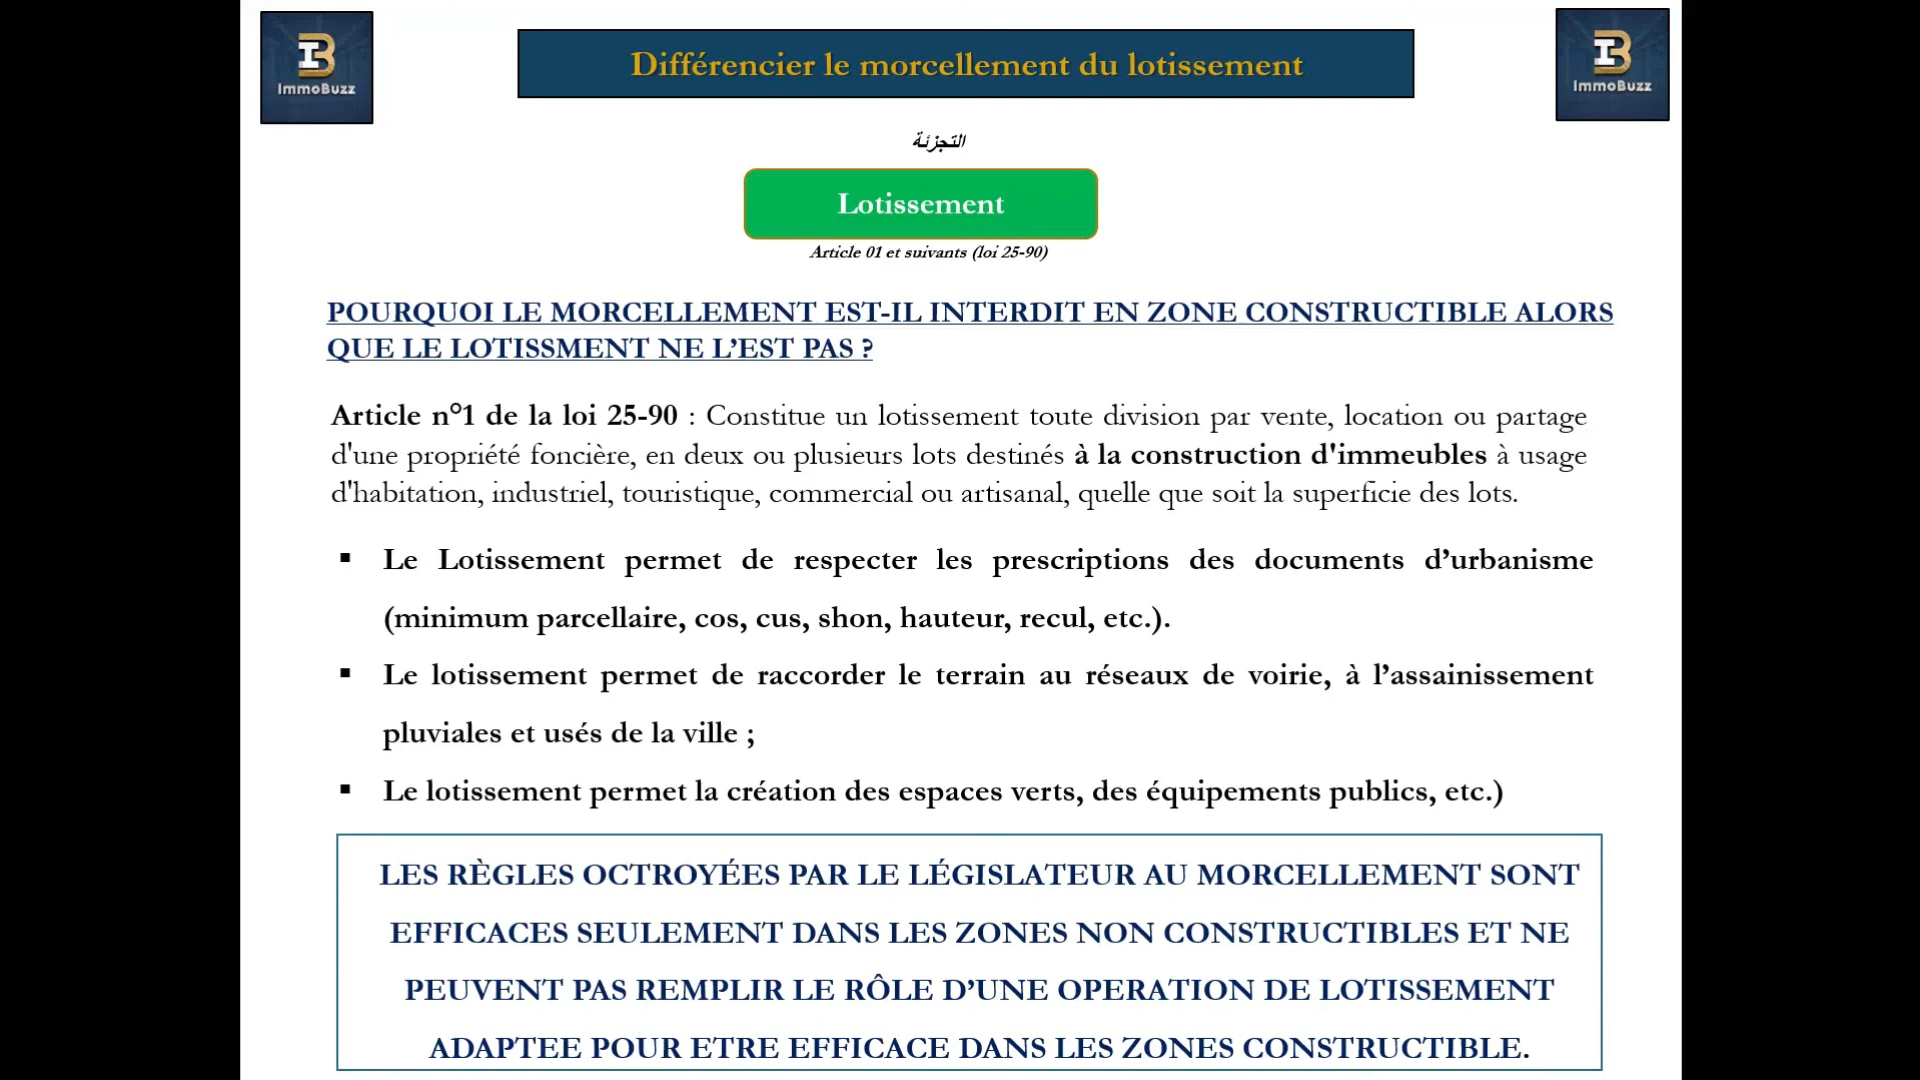 IB
ImmoBuzz
Différencier le morcellement du lotissement
IB
ImmoBuzz
التجزئة
Lotissement
Article 01 et suivants (loi 25-90)
POURQUOI LE MORCELLEMENT EST-IL INTERDIT EN ZONE CONSTRUCTIBLE ALORS
QUE LE LOTISSMENT NE L’EST PAS ?
Article n°1 de la loi 25-90 : Constitue un lotissement toute division par vente, location ou partage
d'une propriété foncière, en deux ou plusieurs lots destinés à la construction d'immeubles à usage
d'habitation, industriel, touristique, commercial ou artisanal, quelle que soit la superficie des lots.
▪ Le Lotissement permet de respecter les prescriptions des documents d’urbanisme
(minimum parcellaire, cos, cus, shon, hauteur, recul, etc.).
▪ Le lotissement permet de raccorder le terrain au réseaux de voirie, à l’assainissement
pluviales et usés de la ville ;
▪ Le lotissement permet la création des espaces verts, des équipements publics, etc.)
LES RÈGLES OCTROYÉES PAR LE LÉGISLATEUR AU MORCELLEMENT SONT
EFFICACES SEULEMENT DANS LES ZONES NON CONSTRUCTIBLES ET NE
PEUVENT PAS REMPLIR LE RÔLE D’UNE OPERATION DE LOTISSEMENT
ADAPTEE POUR ETRE EFFICACE DANS LES ZONES CONSTRUCTIBLE.